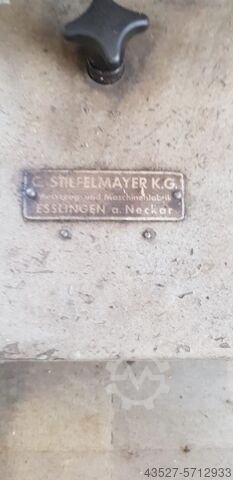 C. STIEFELMAYER K.G.
Werkzeug- und Maschinenfabrik
ESSLINGEN a. Neckar
43527-5712933